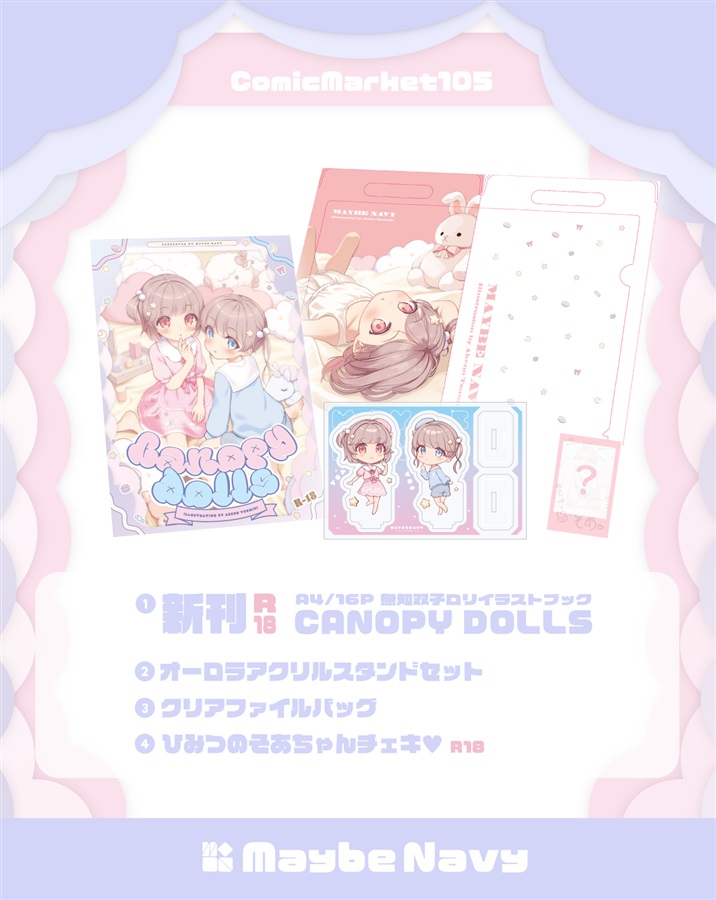 ComicMarket105
MAYBE NAVY
MAYBE NAV
Canopy
Dolls
R-18
?
① 新刊 R18 A4/16P 無知双子ロリイラストブック
CANOPY DOLLS
② オーロラアクリルスタンドセット
③ クリアファイルバッグ
④ ひみつのそあちゃんチェキ♥ R18
Maybe Navy